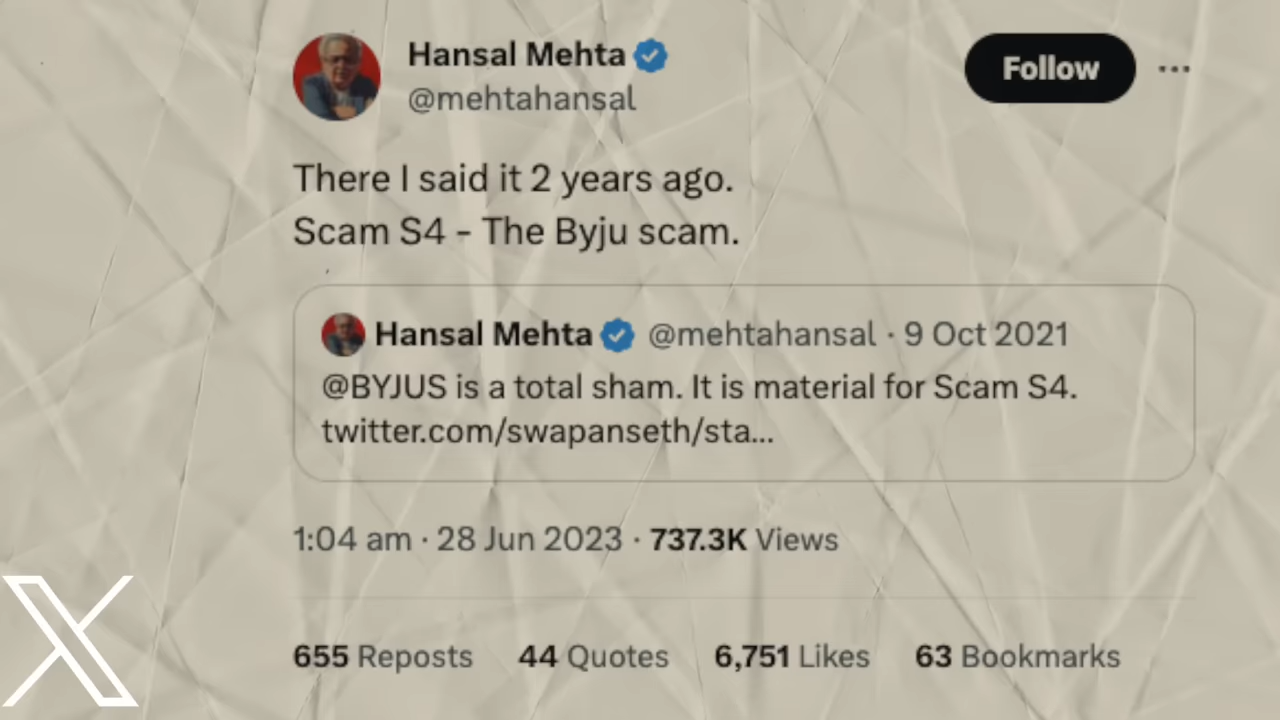 Hansal Mehta
@mehtahansal
Follow
There I said it 2 years ago.
Scam S4 - The Byju scam.
Hansal Mehta @mehtahansal · 9 Oct 2021
@BYJUS is a total sham. It is material for Scam S4.
twitter.com/swapanseth/sta...
1:04 am · 28 Jun 2023 · 737.3K Views
655 Reposts 44 Quotes 6,751 Likes 63 Bookmarks